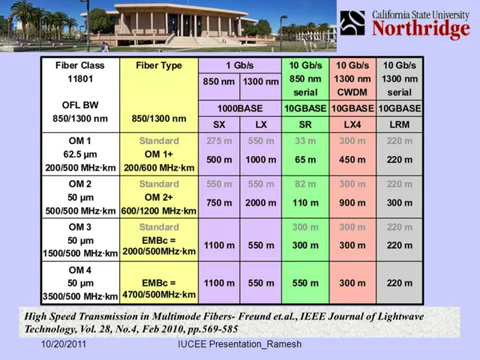 California State University
Northridge
Fiber Class 11801 OFL BW 850/1300 nm | Fiber Type 850/1300 nm | 1 Gb/s | 10 Gb/s 850 nm serial | 10 Gb/s 1300 nm CWDM | 10 Gb/s 1300 nm serial
850 nm | 1300 nm
1000BASE | 10GBASE | 10GBASE | 10GBASE
SX | LX | SR | LX4 | LRM
OM 1 | Standard | 275 m | 550 m | 33 m | 300 m | 220 m
62.5 µm | OM 1+ | 500 m | 1000 m | 65 m | 450 m | 220 m
200/500 MHz·km | 200/600 MHz·km
OM 2 | Standard | 550 m | 550 m | 82 m | 300 m | 220 m
50 µm | OM 2+ | 750 m | 2000 m | 110 m | 900 m | 300 m
500/500 MHz·km | 600/1200 MHz·km
OM 3 | Standard | 300 m | 300 m | 220 m
50 µm | EMBc = | 1100 m | 550 m | 300 m | 300 m | 220 m
1500/500 MHz·km | 2000/500MHz·km
OM 4
50 µm | EMBc = | 1100 m | 550 m | 550 m | 300 m | 220 m
3500/500 MHz·km | 4700/500MHz·km
High Speed Transmission in Multimode Fibers- Freund et.al., IEEE Journal of Lightwave
Technology, Vol. 28, No.4, Feb 2010, pp.569-585
10/20/2011 IUCEE Presentation_Ramesh